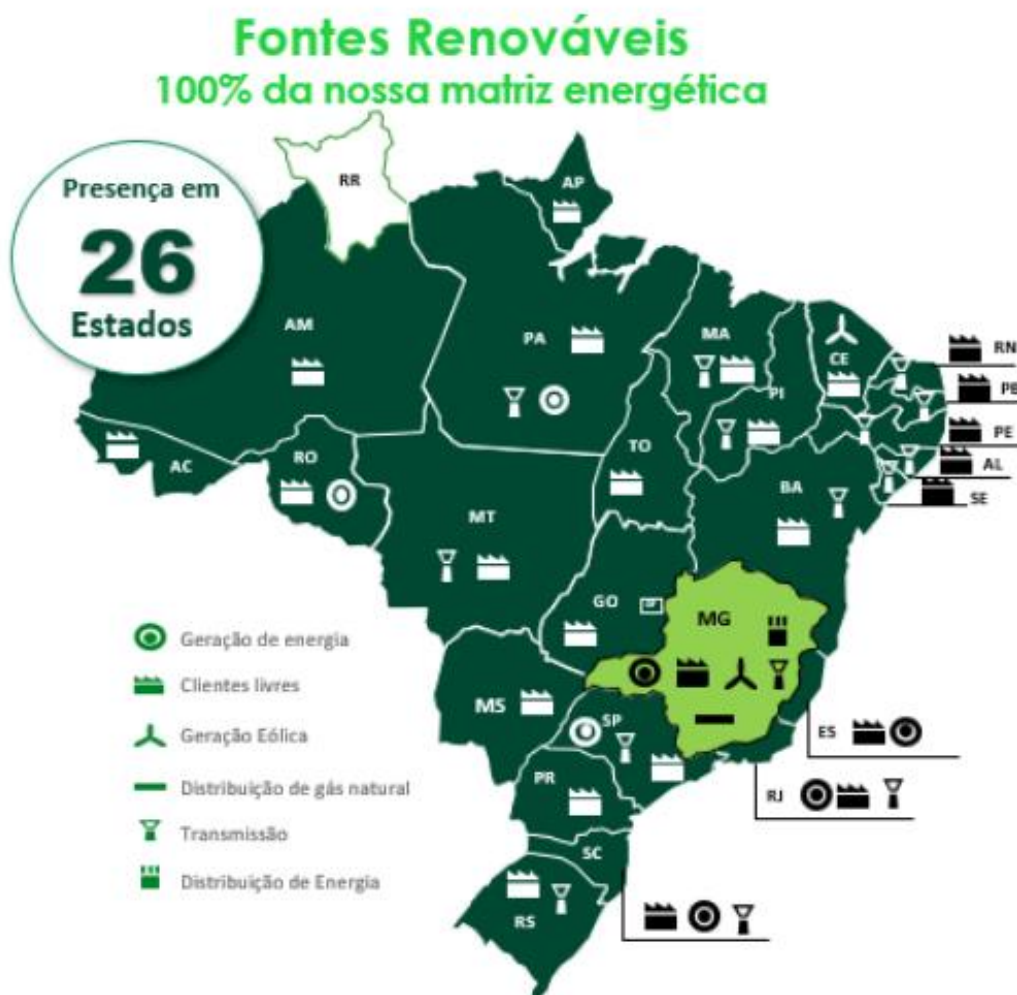 Fontes Renováveis
100% da nossa matriz energética
Presença em
26
Estados
RR
AP
AM
PA
MA
CE
RN
PB
PI
PE
TO
AL
AC
RO
BA
SE
MT
GO
MG
MS
SP
ES
PR
RJ
SC
RS
Geração de energia
Clientes livres
Geração Eólica
Distribuição de gás natural
Transmissão
Distribuição de Energia